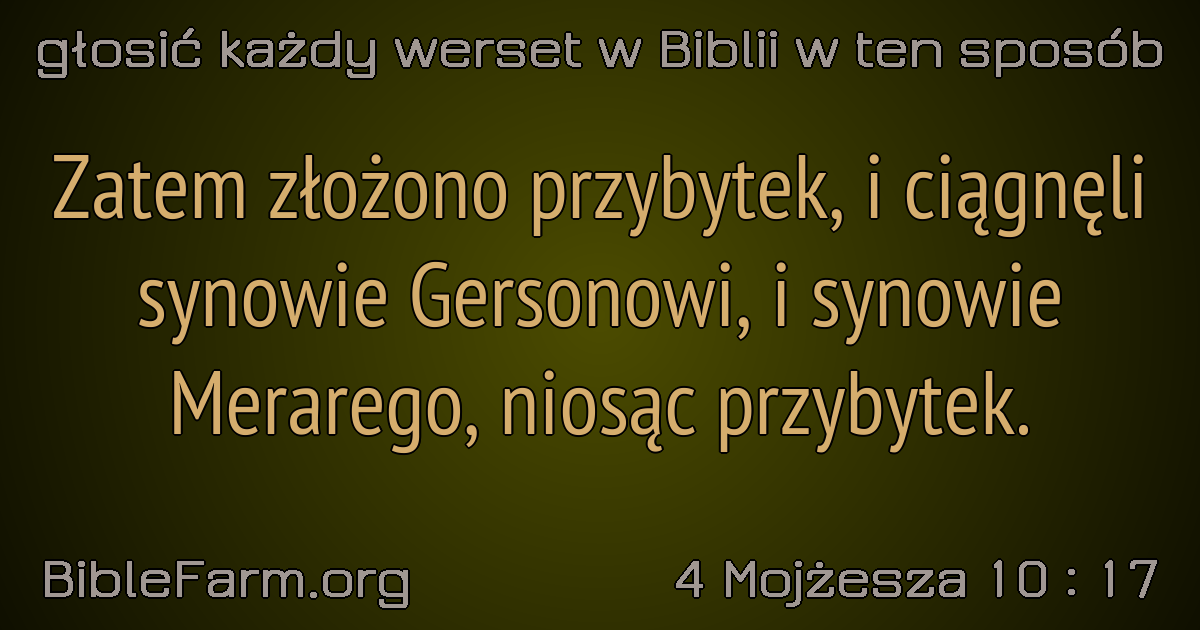 głosić każdy werset w Biblii w ten sposób
Zatem złożono przybytek, i ciągnęli
synowie Gersonowi, i synowie
Merarego, niosąc przybytek.
BibleFarm.org
4 Mojżesza 10 : 17